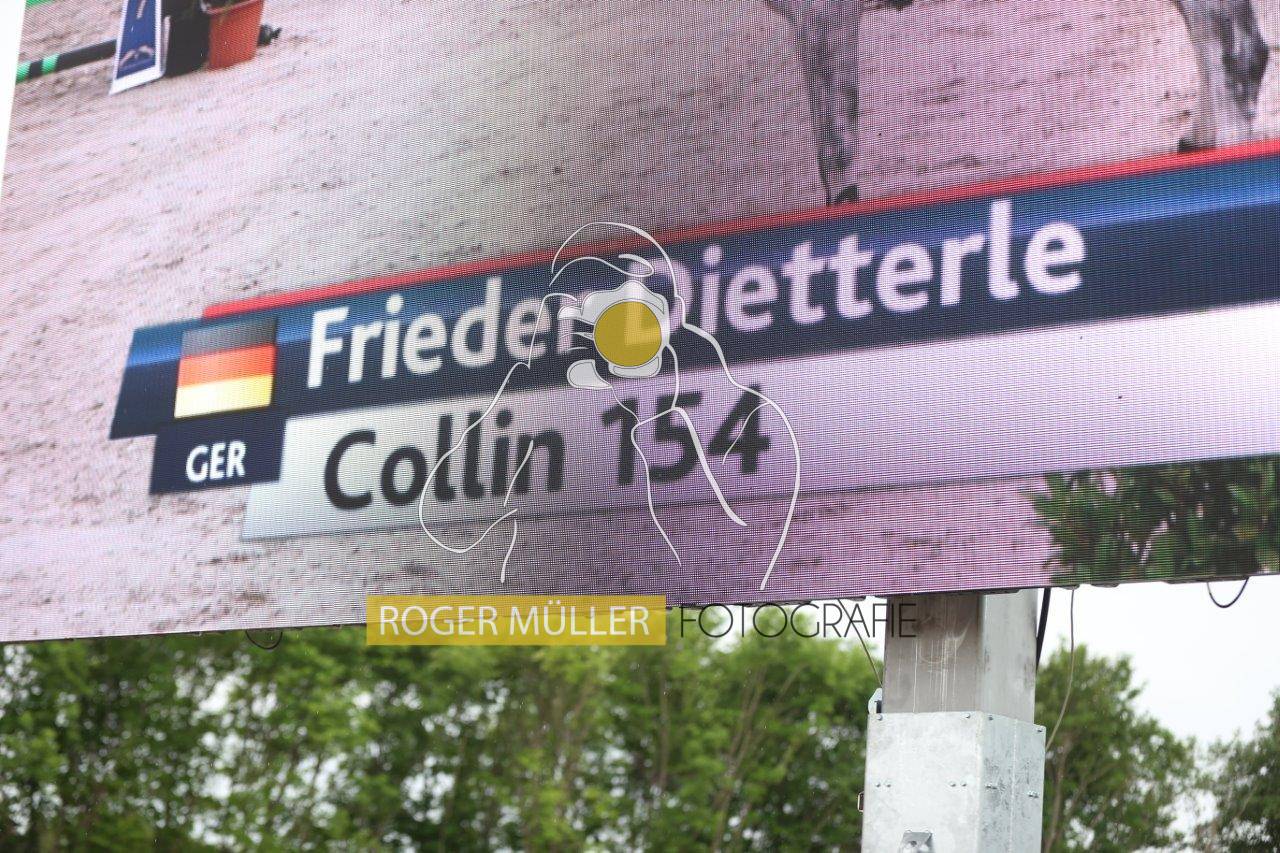 Frieder Dietterle
GER
Collin 154
ROGER MÜLLER FOTOGRAFIE